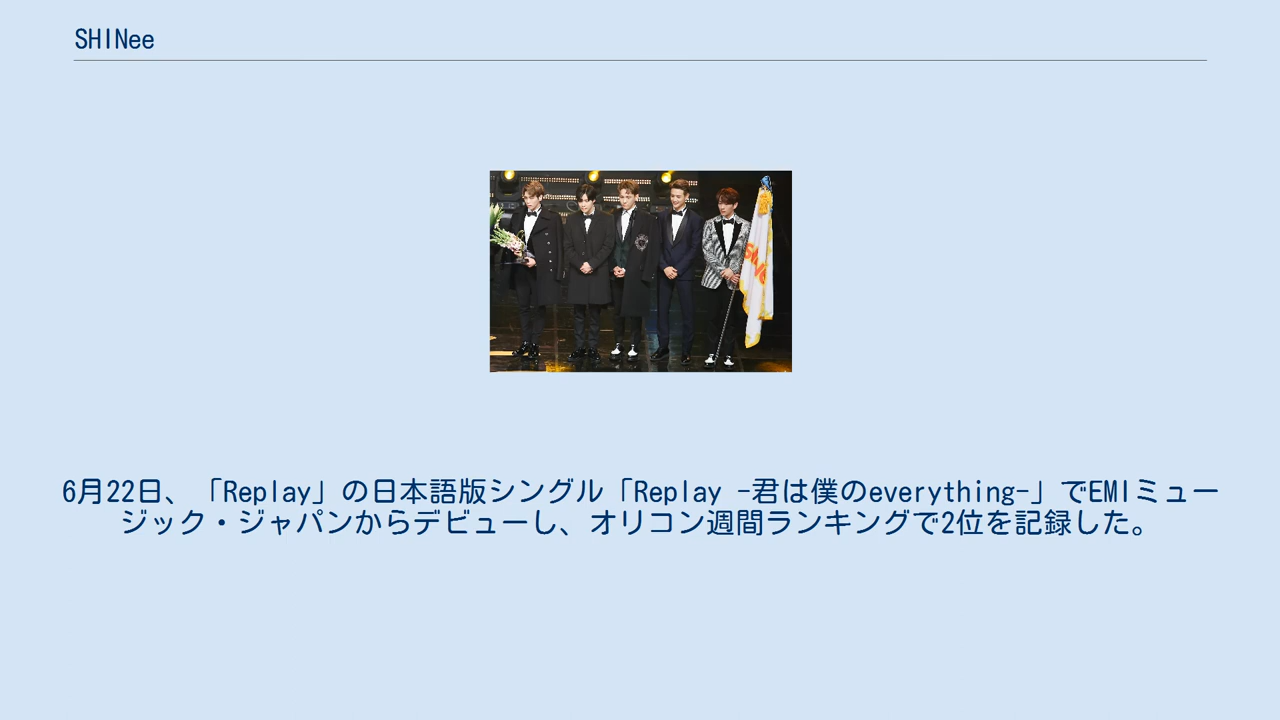 SHINee
6月22日、「Replay」の日本語版シングル「Replay -君は僕のeverything-」でEMIミュー
ジック・ジャパンからデビューし、オリコン週間ランキングで2位を記録した。